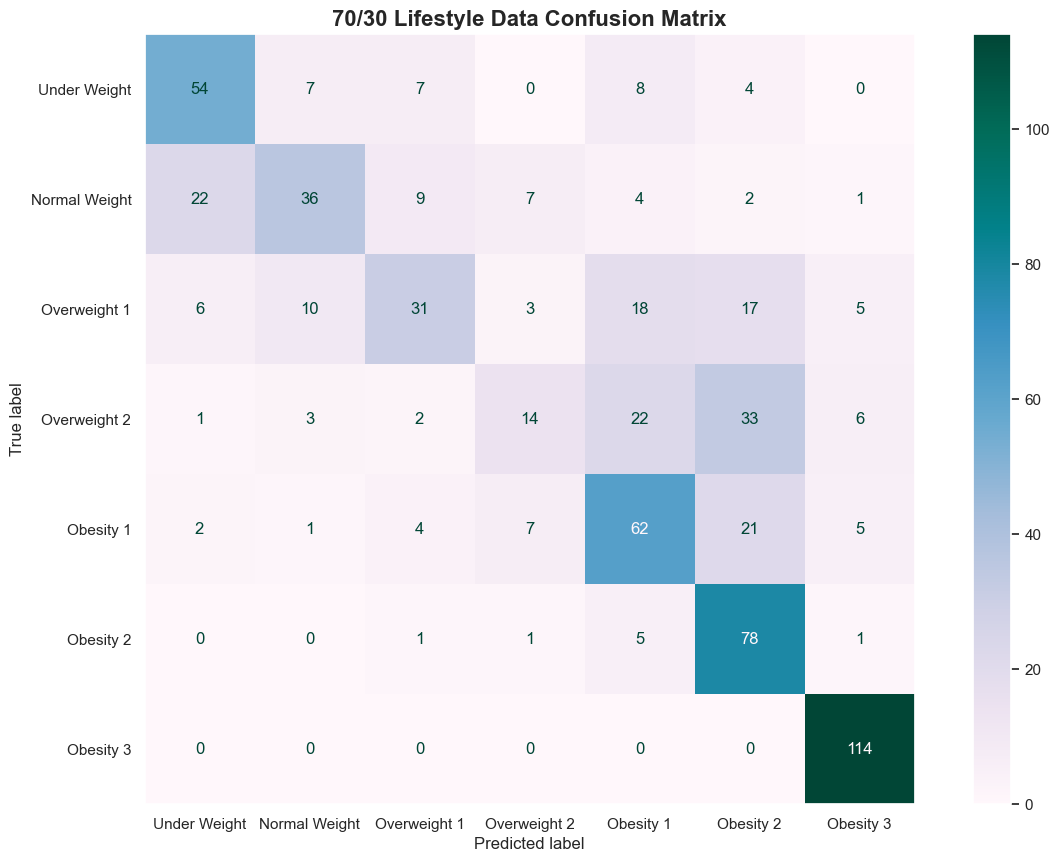 70/30 Lifestyle Data Confusion Matrix
True label
Under Weight 54 7 7 0 8 4 0
Normal Weight 22 36 9 7 4 2 1
Overweight 1 6 10 31 3 18 17 5
Overweight 2 1 3 2 14 22 33 6
Obesity 1 2 1 4 7 62 21 5
Obesity 2 0 0 1 1 5 78 1
Obesity 3 0 0 0 0 0 0 114
Under Weight Normal Weight Overweight 1 Overweight 2 Obesity 1 Obesity 2 Obesity 3
Predicted label
100
80
60
40
20
0